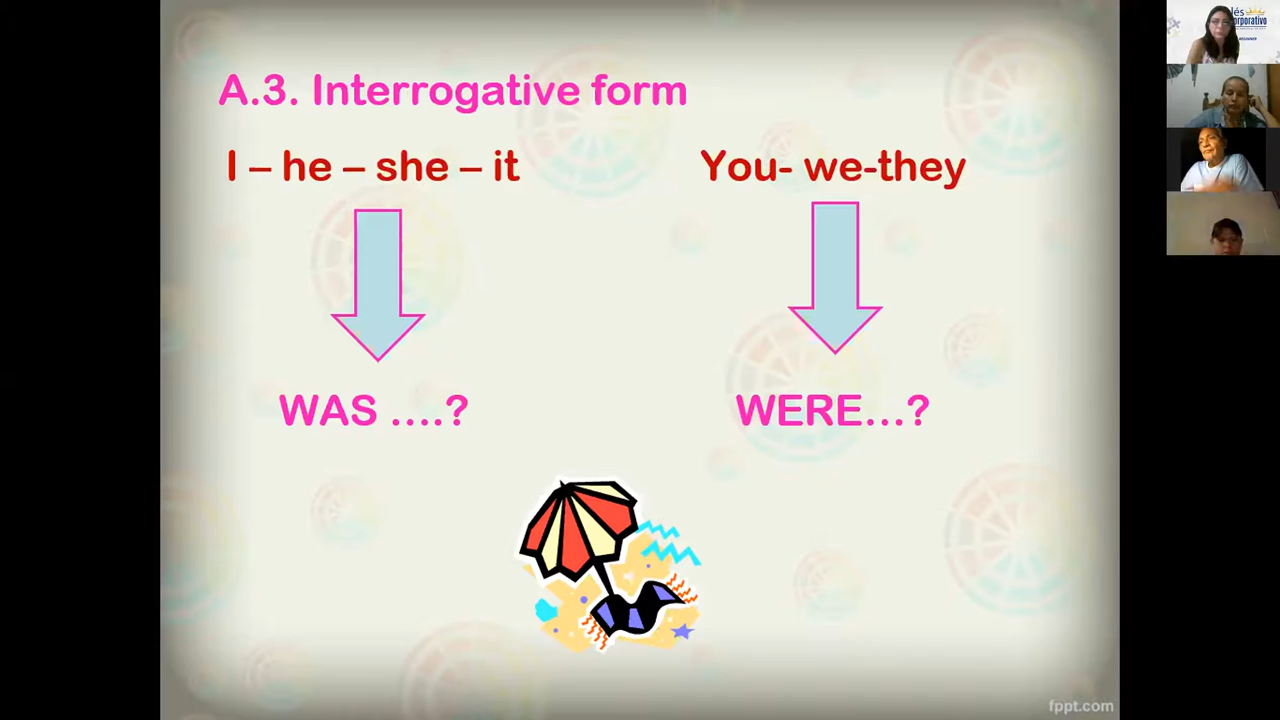 A.3. Interrogative form
I – he – she – it
You- we-they
WAS ....?
WERE...?
fppt.com